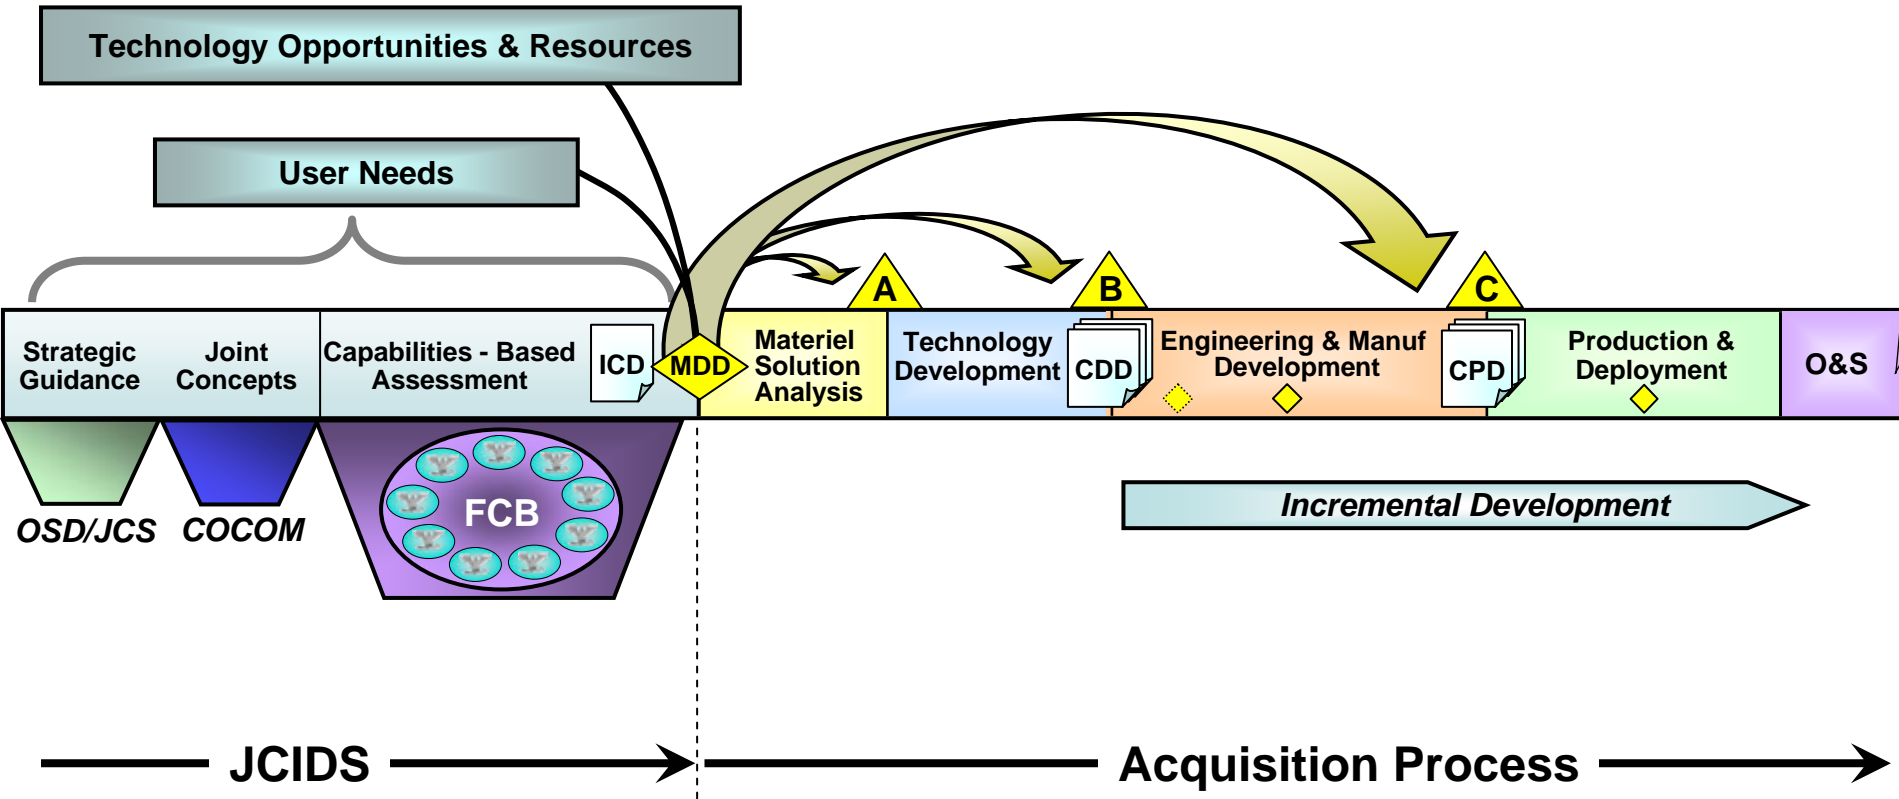 Technology Opportunities & Resources
User Needs
A
B
C
Strategic
Guidance
Joint
Concepts
Capabilities - Based
Assessment
ICD
MDD
Materiel
Solution
Analysis
Technology
Development
CDD
Engineering & Manuf
Development
CPD
Production &
Deployment
O&S
OSD/JCS
COCOM
FCB
Incremental Development
JCIDS
Acquisition Process